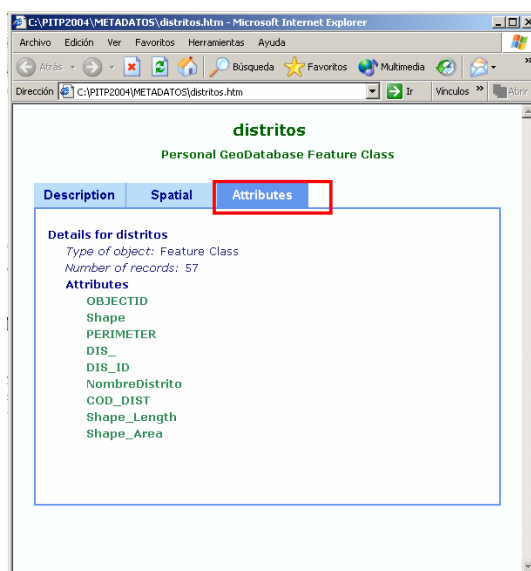 C:\PITP2004\METADATOS\distritos.htm - Microsoft Internet Explorer
Archivo Edición Ver Favoritos Herramientas Ayuda
Atrás Búsqueda Favoritos Multimedia »
Dirección C:\PITP2004\METADATOS\distritos.htm Ir Vínculos » Abrir
distritos
Personal GeoDatabase Feature Class
Description Spatial Attributes
Details for distritos
Type of object: Feature Class
Number of records: 57
Attributes
OBJECTID
Shape
PERIMETER
DIS_
DIS_ID
NombreDistrito
COD_DIST
Shape_Length
Shape_Area